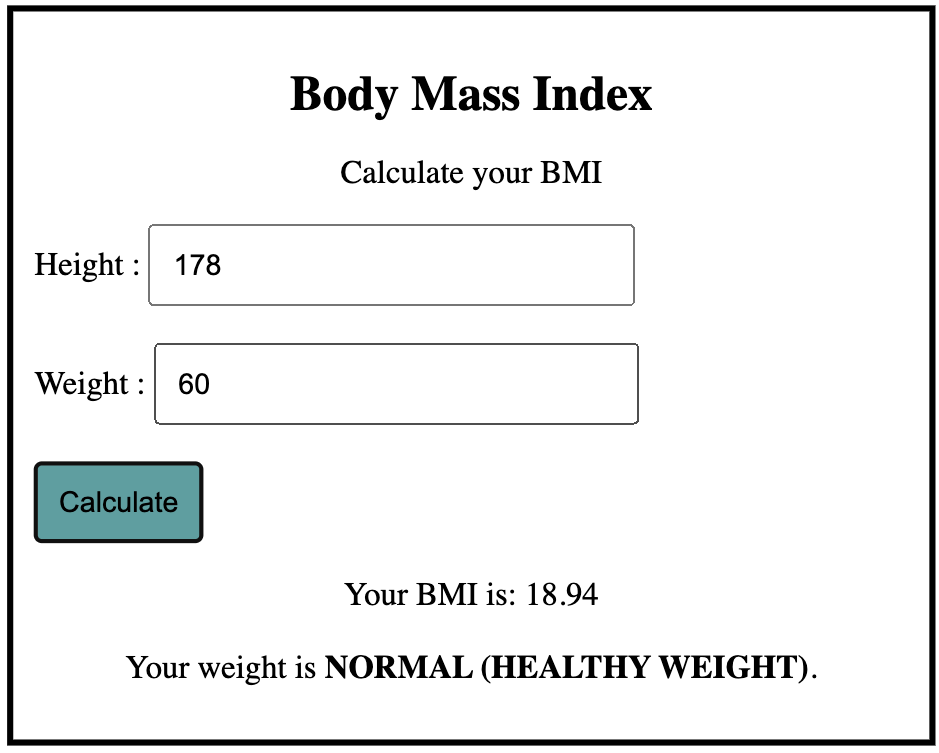 Body Mass Index
Calculate your BMI
Height : 178
Weight : 60
Calculate
Your BMI is: 18.94
Your weight is NORMAL (HEALTHY WEIGHT).